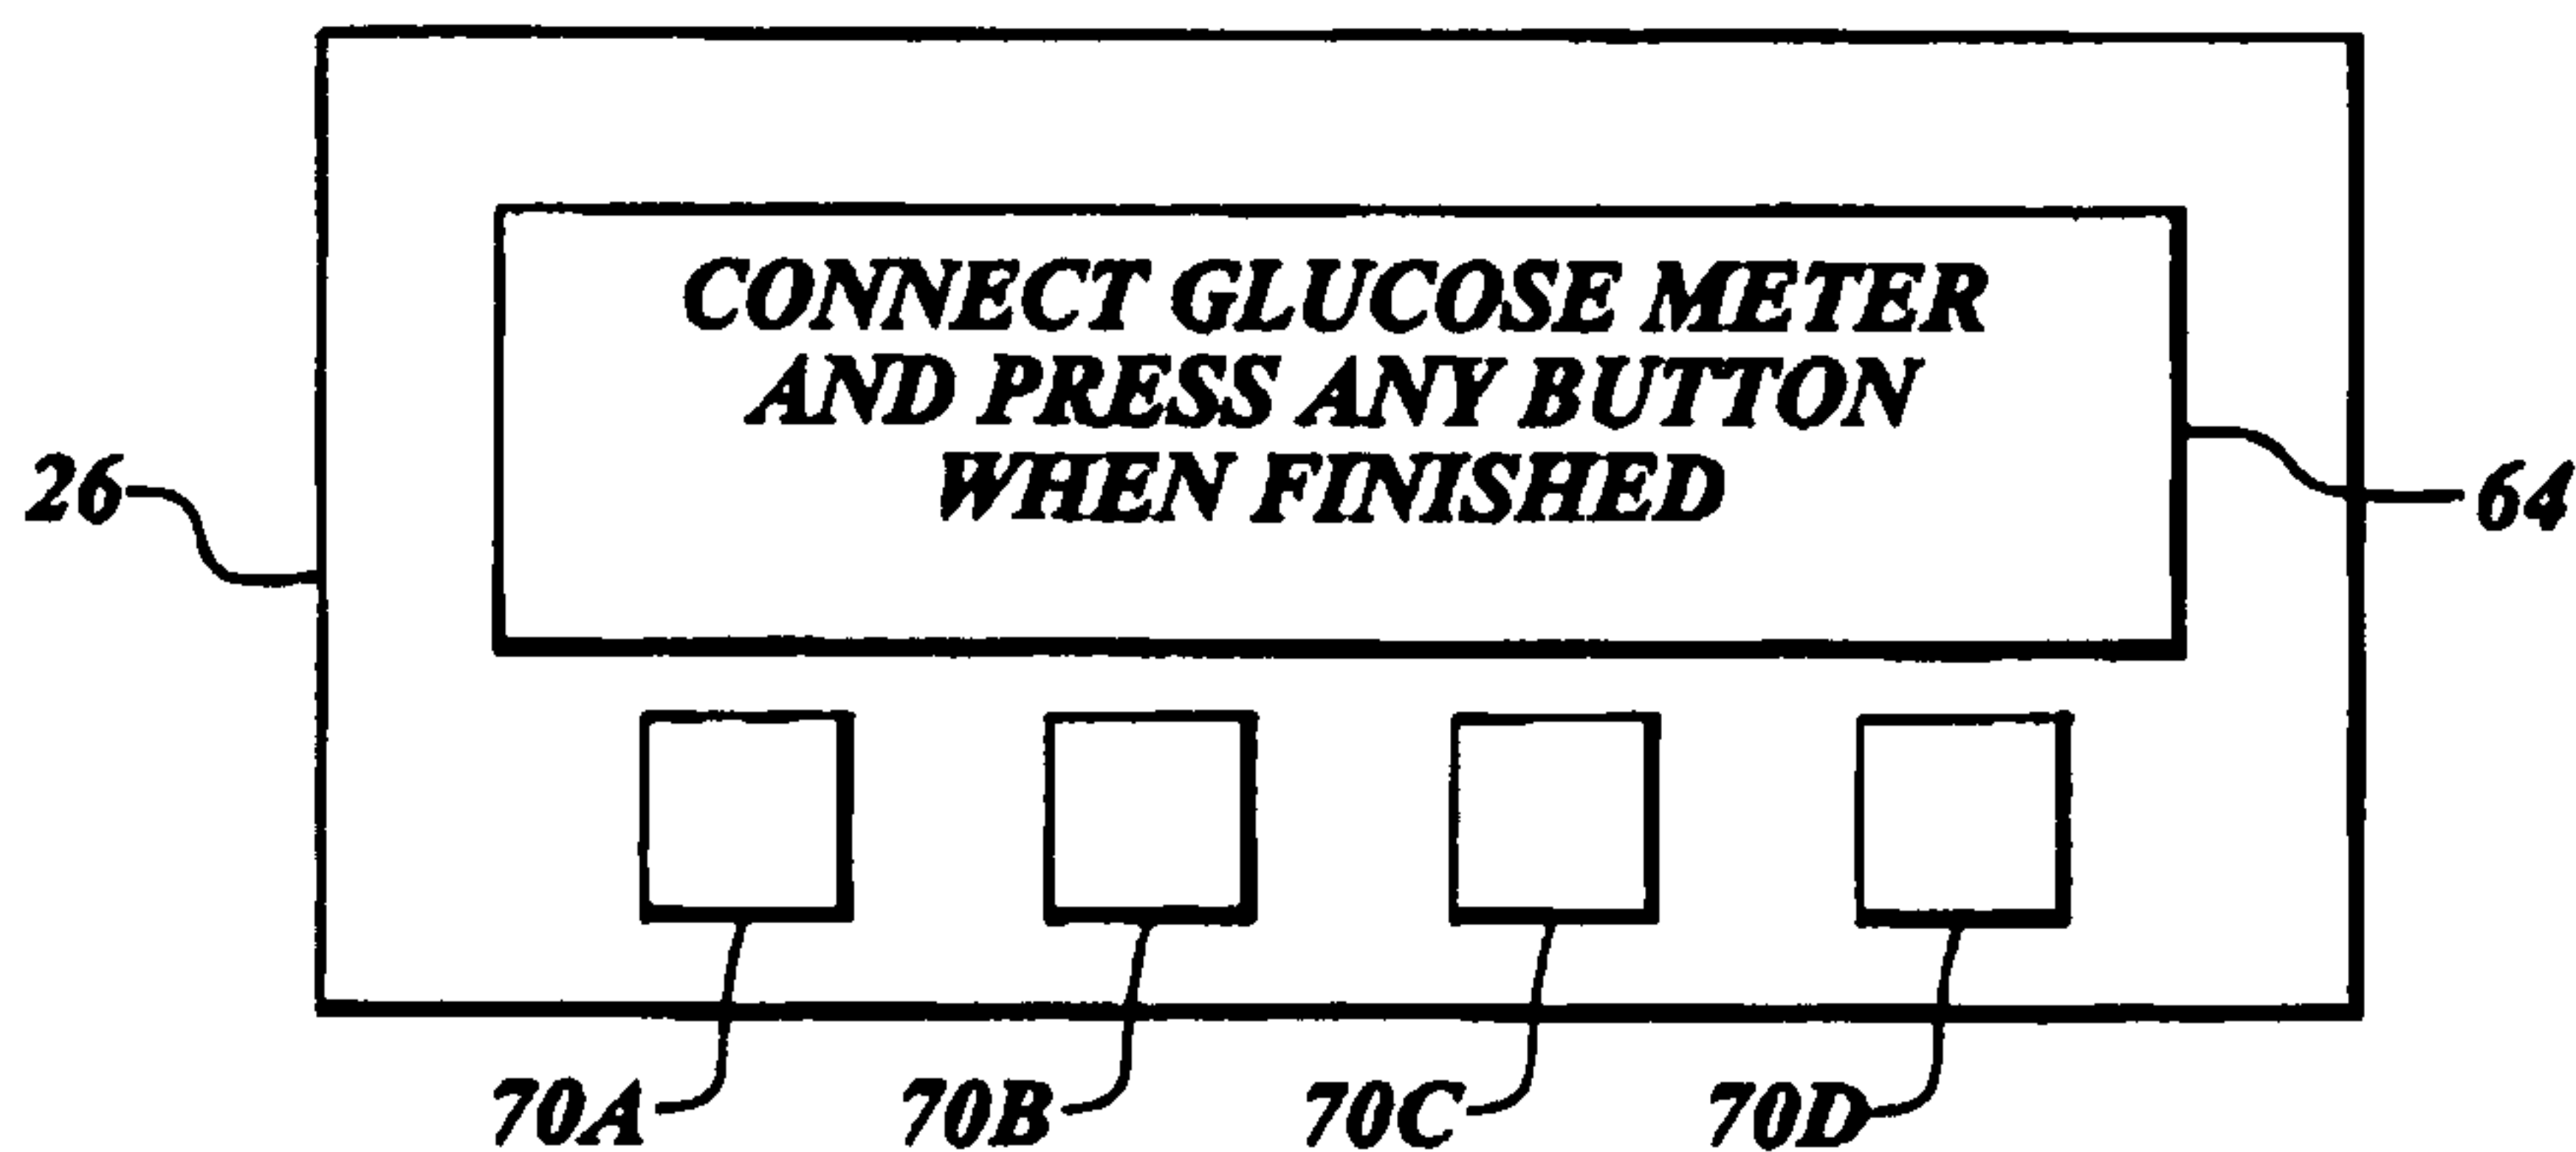 CONNECT GLUCOSE METER
AND PRESS ANY BUTTON
WHEN FINISHED
26
64
70A 70B 70C 70D